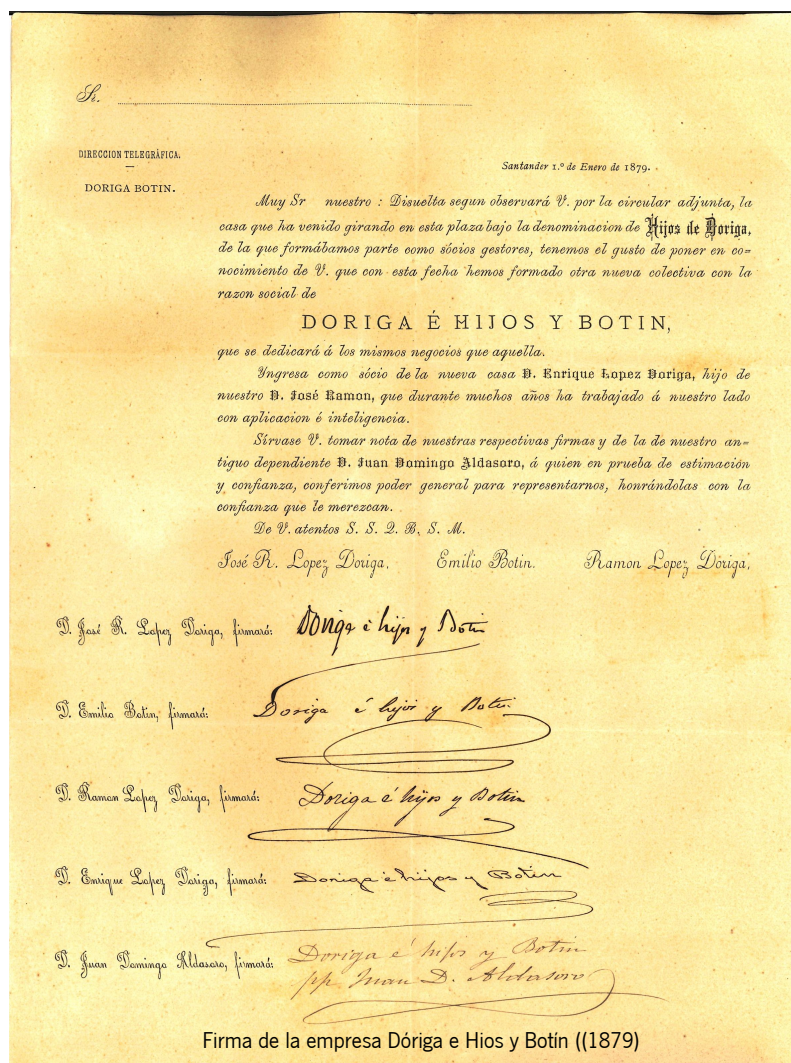 Sr.
DIRECCION TELEGRÁFICA.
DORIGA BOTIN.
Santander 1.º de Enero de 1879.
Muy Sr nuestro: Disuelta segun observará V. por la circular adjunta, la
casa que ha venido girando en esta plaza bajo la denominacion de Hijos de Doriga,
de la que formábamos parte como sócios gestores, tenemos el gusto de poner en co=
nocimiento de V. que con esta fecha hemos formado otra nueva colectiva con la
razon social de
DORIGA É HIJOS Y BOTIN,
que se dedicará á los mismos negocios que aquella.
Yngresa como sócio de la nueva casa D. Enrique Lopez Doriga, hijo de
nuestro D. José Ramon, que durante muchos años ha trabajado á nuestro lado
con aplicacion é inteligencia.
Sírvase V. tomar nota de nuestras respectivas firmas y de la de nuestro an=
tiguo dependiente D. Juan Domingo Aldasoro, á quien en prueba de estimación
y confianza, conferimos poder general para representarnos, honrándolas con la
confianza que le merezcan.
De V. atentos S. S. Q. B, S. M.
José R. Lopez Doriga, Emilio Botin. Ramon Lopez Doriga,
D. José R. Lopez Doriga, firmará: Doriga é hijos y Botin
D. Emilio Botin, firmará: Doriga é hijos y Botin
D. Ramon Lopez Doriga, firmará: Doriga é hijos y Botin
D. Enrique Lopez Doriga, firmará: Doriga é hijos y Botin
D. Juan Domingo Aldasoro, firmará: Doriga é hijos y Botin
pp Juan D. Aldasoro
Firma de la empresa Dóriga e Hios y Botín ((1879)